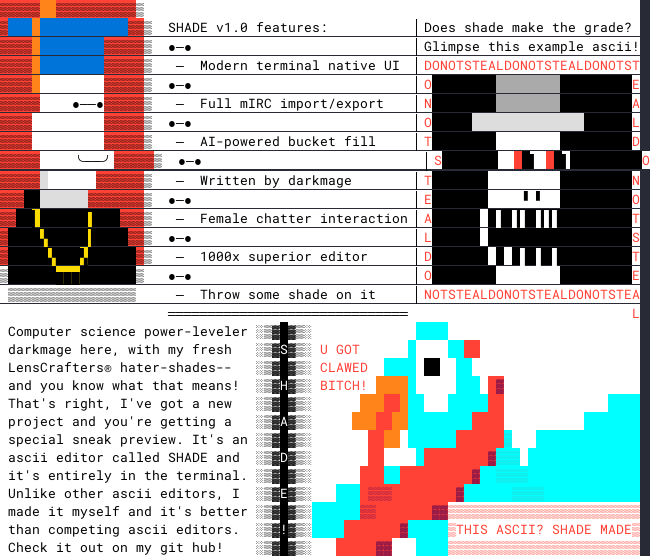 SHADE v1.0 features:
— Modern terminal native UI
— Full mIRC import/export
— AI-powered bucket fill
— Written by darkmage
— Female chatter interaction
— 1000x superior editor
— Throw some shade on it
Does shade make the grade?
Glimpse this example ascii!
DONOTSTEALDONOTSTEALDONOTST
O
N
O
T
S
T
E
A
L
D
O
E
A
L
D
O
N
O
T
S
T
E
NOTSTEALDONOTSTEALDONOTSTEA
L
Computer science power-leveler
darkmage here, with my fresh
LensCrafters® hater-shades--
and you know what that means!
That's right, I've got a new
project and you're getting a
special sneak preview. It's an
ascii editor called SHADE and
it's entirely in the terminal.
Unlike other ascii editors, I
made it myself and it's better
than competing ascii editors.
Check it out on my git hub!
S
H
A
D
E
!
U GOT
CLAWED
BITCH!
THIS ASCII? SHADE MADE